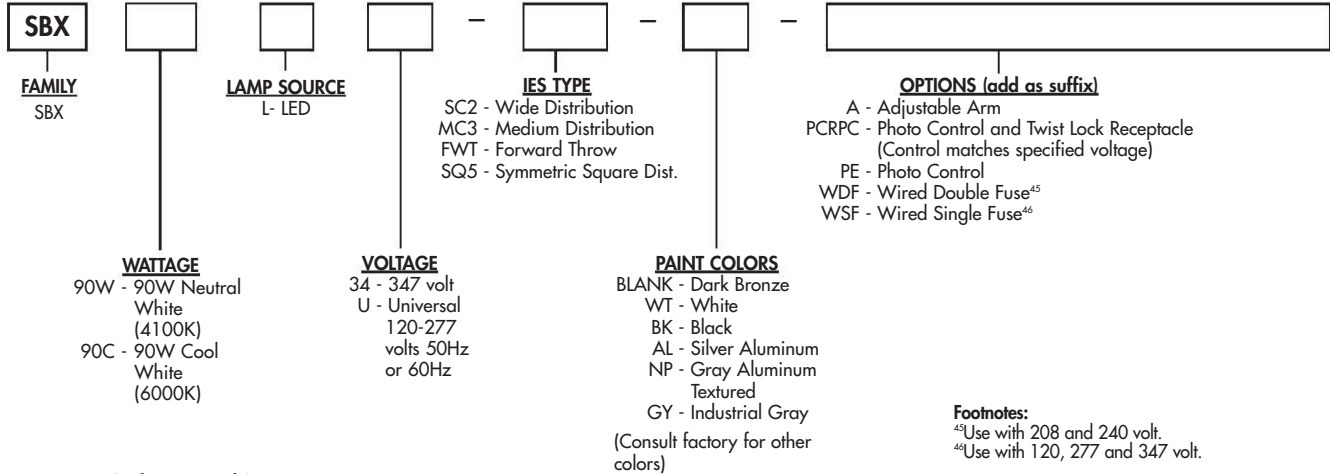 SBX
–
–
-
FAMILY
SBX
LAMP SOURCE
L- LED
IES TYPE
SC2 - Wide Distribution
MC3 - Medium Distribution
FWT - Forward Throw
SQ5 - Symmetric Square Dist.
OPTIONS (add as suffix)
A - Adjustable Arm
PCRPC - Photo Control and Twist Lock Receptacle
(Control matches specified voltage)
PE - Photo Control
WDF - Wired Double Fuse⁴⁵
WSF - Wired Single Fuse⁴⁶
WATTAGE
90W - 90W Neutral
White
(4100K)
90C - 90W Cool
White
(6000K)
VOLTAGE
34 - 347 volt
U - Universal
120-277
volts 50Hz
or 60Hz
PAINT COLORS
BLANK - Dark Bronze
WT - White
BK - Black
AL - Silver Aluminum
NP - Gray Aluminum
Textured
GY - Industrial Gray
(Consult factory for other
colors)
Footnotes:
⁴⁵Use with 208 and 240 volt.
⁴⁶Use with 120, 277 and 347 volt.